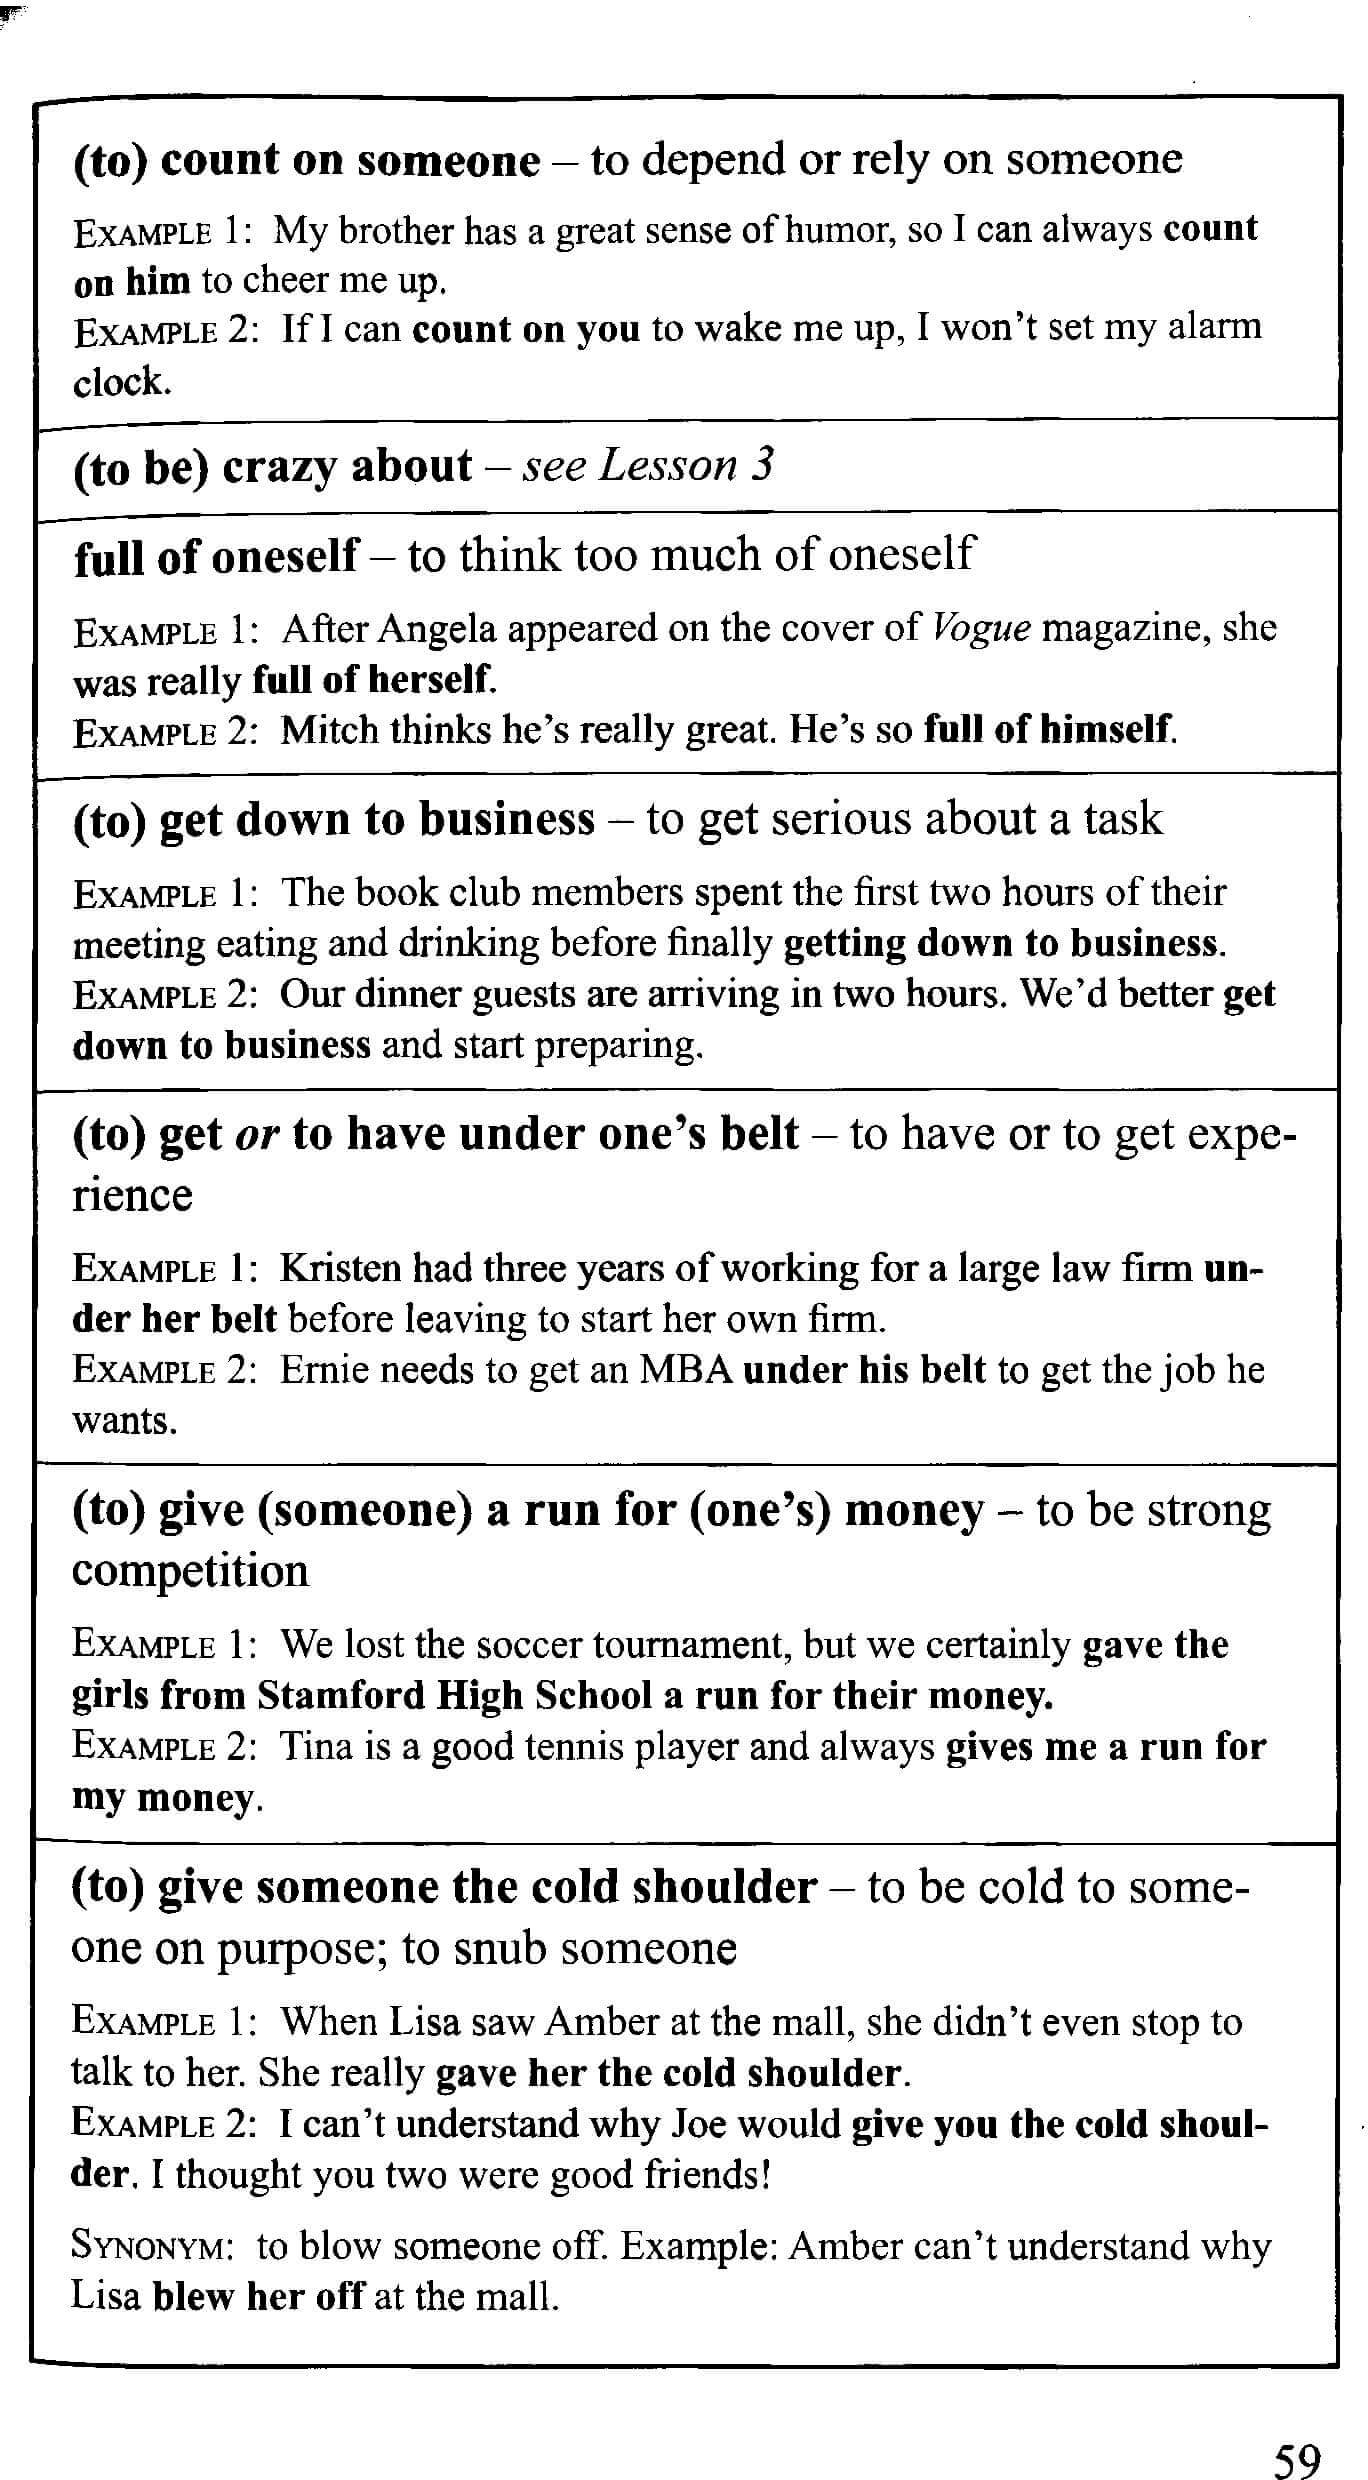 (to) count on someone – to depend or rely on someone
EXAMPLE 1: My brother has a great sense of humor, so I can always count
on him to cheer me up.
EXAMPLE 2: If I can count on you to wake me up, I won't set my alarm
clock.
(to be) crazy about – see Lesson 3
full of oneself – to think too much of oneself
EXAMPLE 1: After Angela appeared on the cover of Vogue magazine, she
was really full of herself.
EXAMPLE 2: Mitch thinks he's really great. He's so full of himself.
(to) get down to business – to get serious about a task
EXAMPLE 1: The book club members spent the first two hours of their
meeting eating and drinking before finally getting down to business.
EXAMPLE 2: Our dinner guests are arriving in two hours. We'd better get
down to business and start preparing.
(to) get or to have under one's belt – to have or to get expe-
rience
EXAMPLE 1: Kristen had three years of working for a large law firm un-
der her belt before leaving to start her own firm.
EXAMPLE 2: Ernie needs to get an MBA under his belt to get the job he
wants.
(to) give (someone) a run for (one's) money – to be strong
competition
EXAMPLE 1: We lost the soccer tournament, but we certainly gave the
girls from Stamford High School a run for their money.
EXAMPLE 2: Tina is a good tennis player and always gives me a run for
my money.
(to) give someone the cold shoulder – to be cold to some-
one on purpose; to snub someone
EXAMPLE 1: When Lisa saw Amber at the mall, she didn't even stop to
talk to her. She really gave her the cold shoulder.
EXAMPLE 2: I can't understand why Joe would give you the cold shoul-
der. I thought you two were good friends!
SYNONYM: to blow someone off. Example: Amber can't understand why
Lisa blew her off at the mall.
59